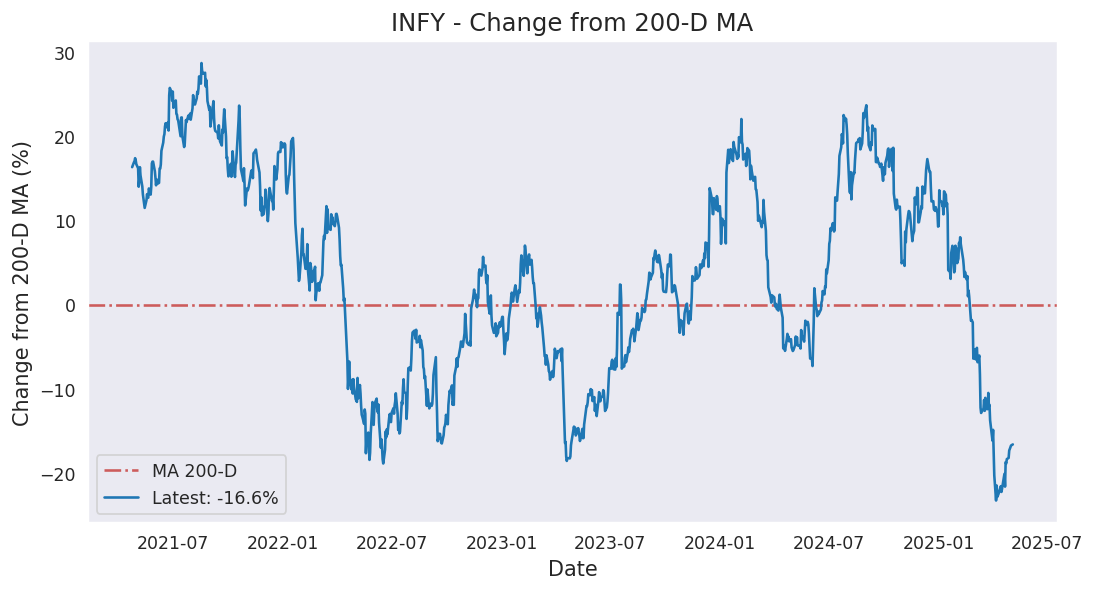 INFY - Change from 200-D MA
Change from 200-D MA (%)
30
20
10
0
−10
−20
MA 200-D
Latest: -16.6%
2021-07 2022-01 2022-07 2023-01 2023-07 2024-01 2024-07 2025-01 2025-07
Date